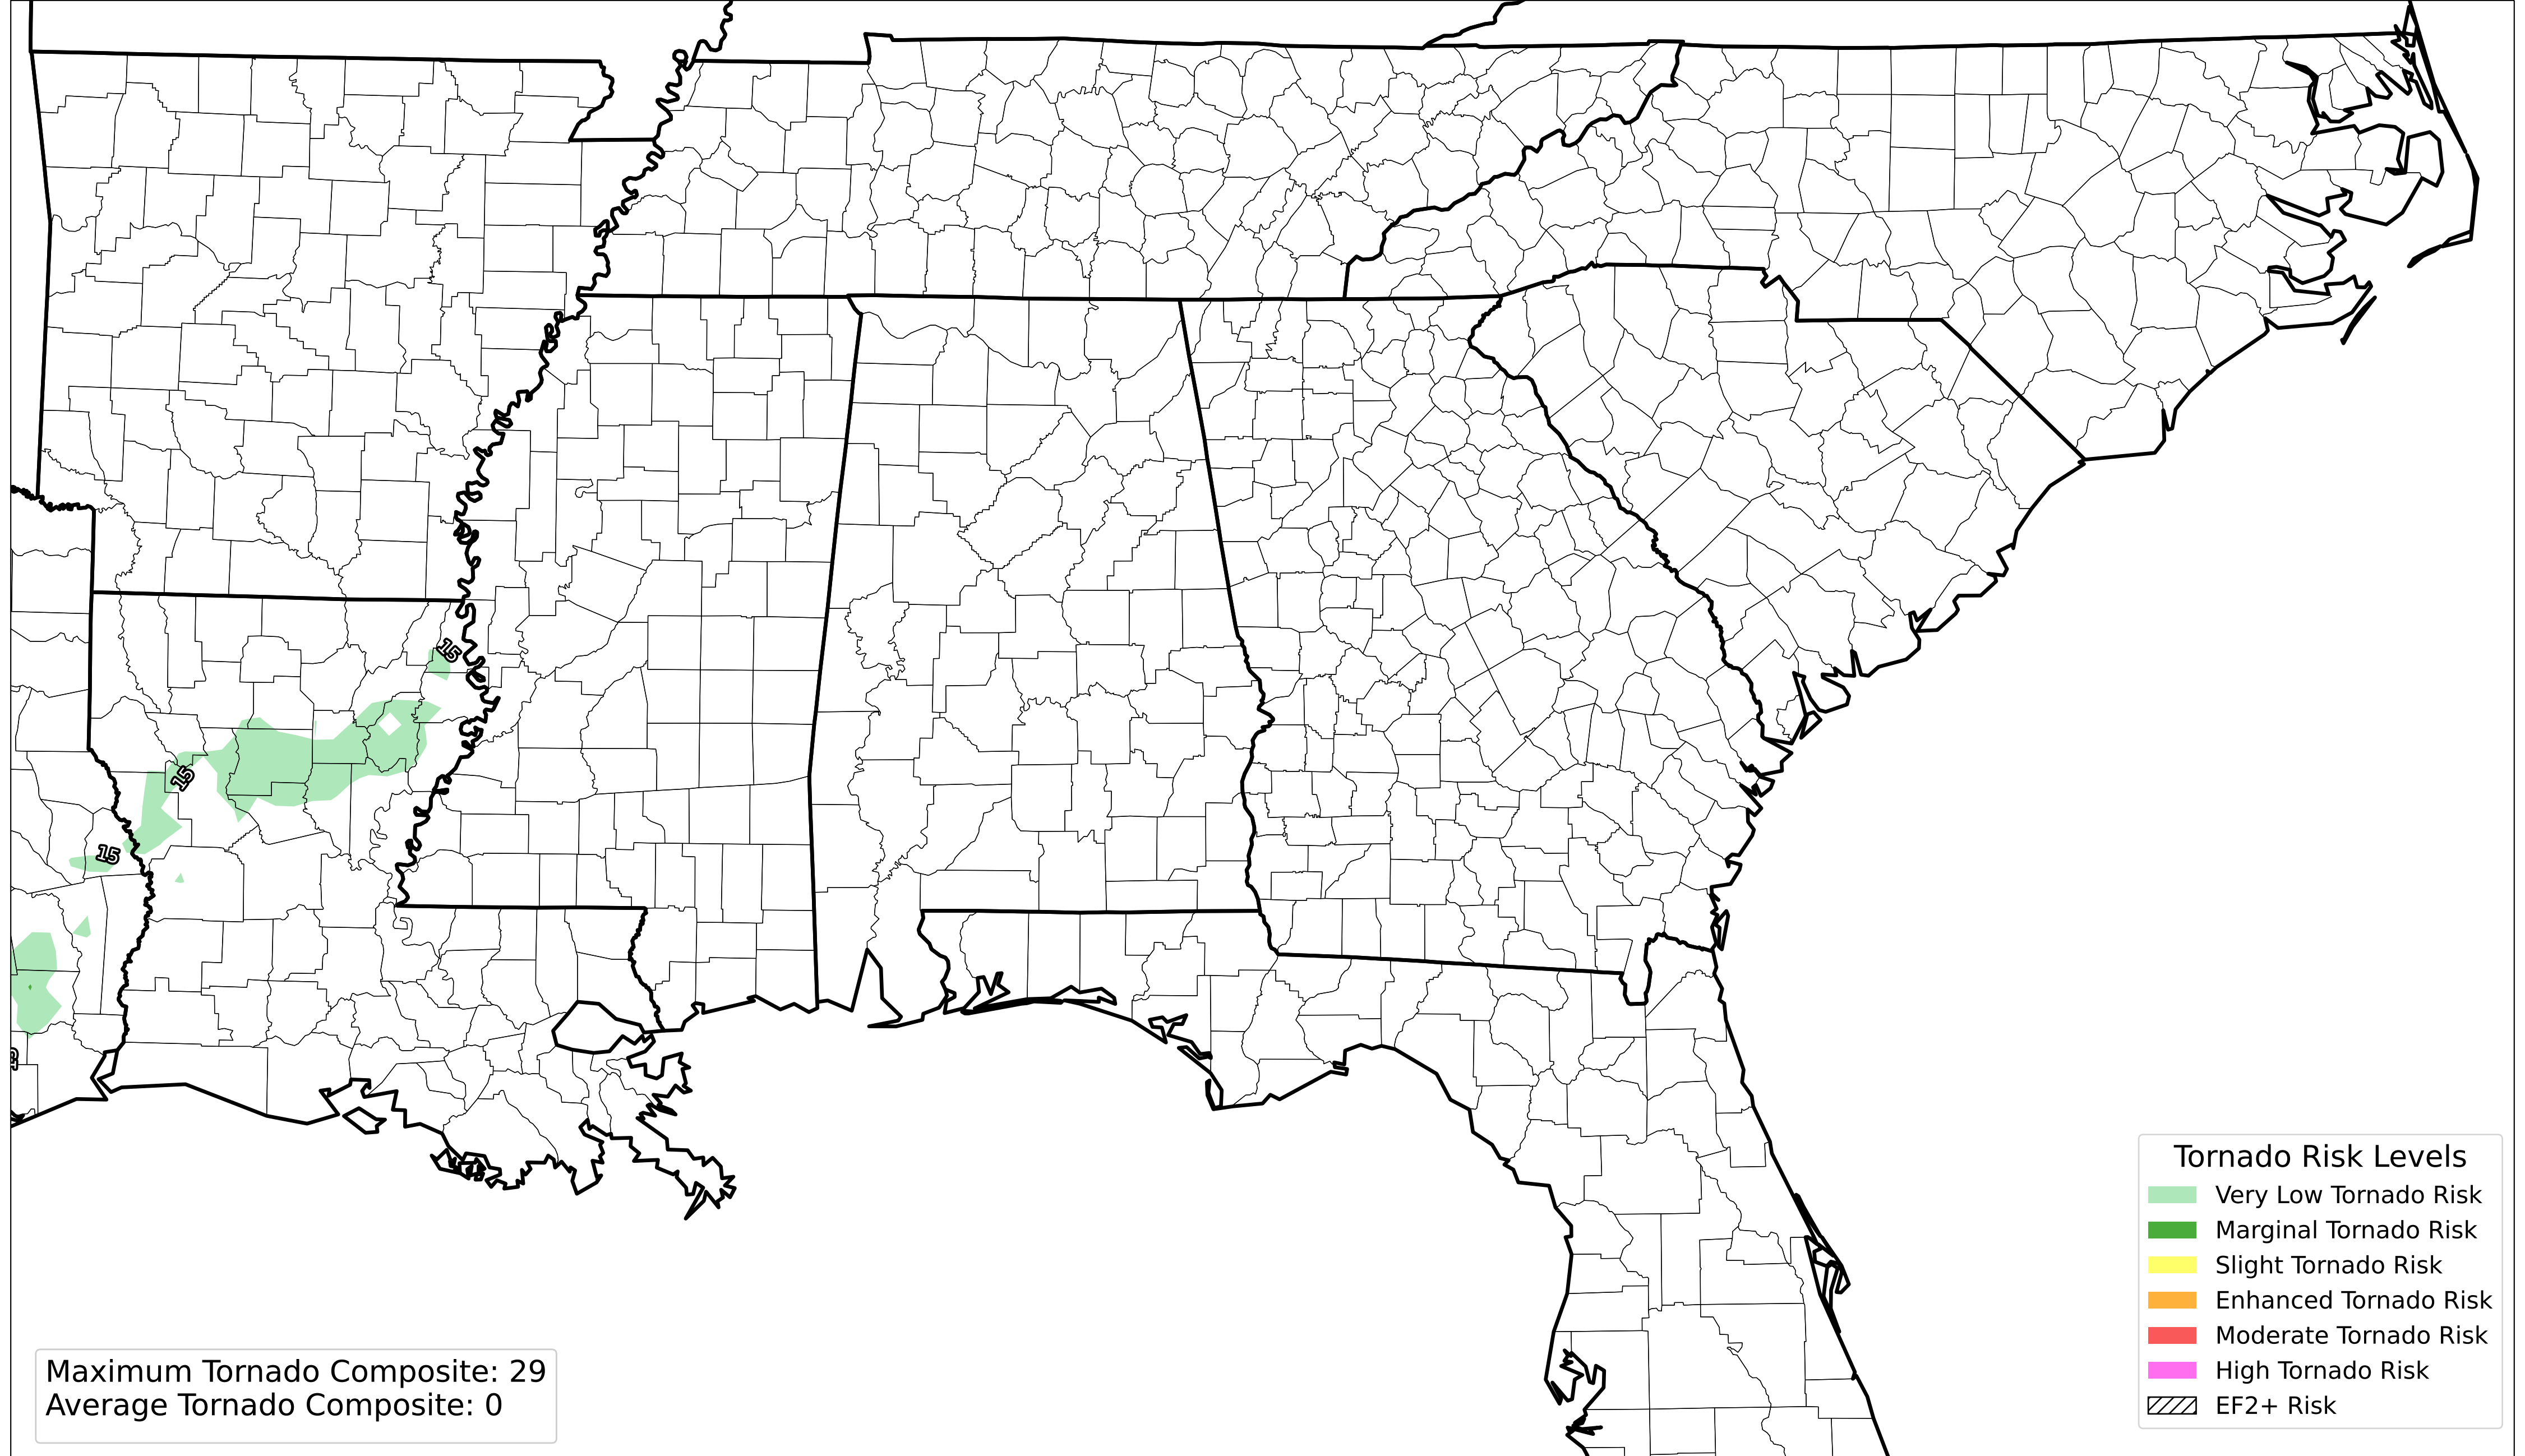 15
15
15
Tornado Risk Levels
Very Low Tornado Risk
Marginal Tornado Risk
Slight Tornado Risk
Enhanced Tornado Risk
Moderate Tornado Risk
High Tornado Risk
EF2+ Risk
Maximum Tornado Composite: 29
Average Tornado Composite: 0